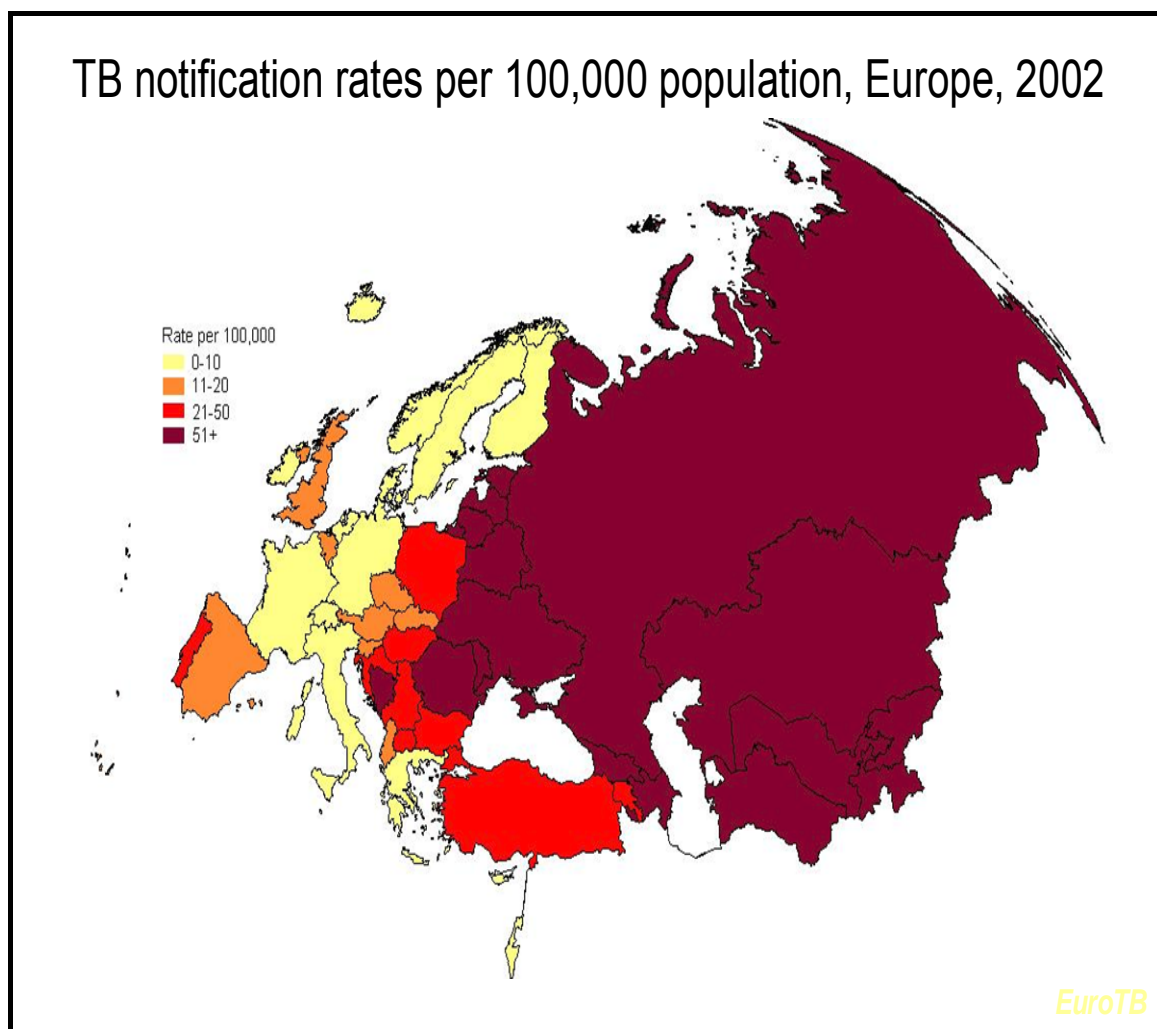 TB notification rates per 100,000 population, Europe, 2002
Rate per 100,000
0-10
11-20
21-50
51+
EuroTB